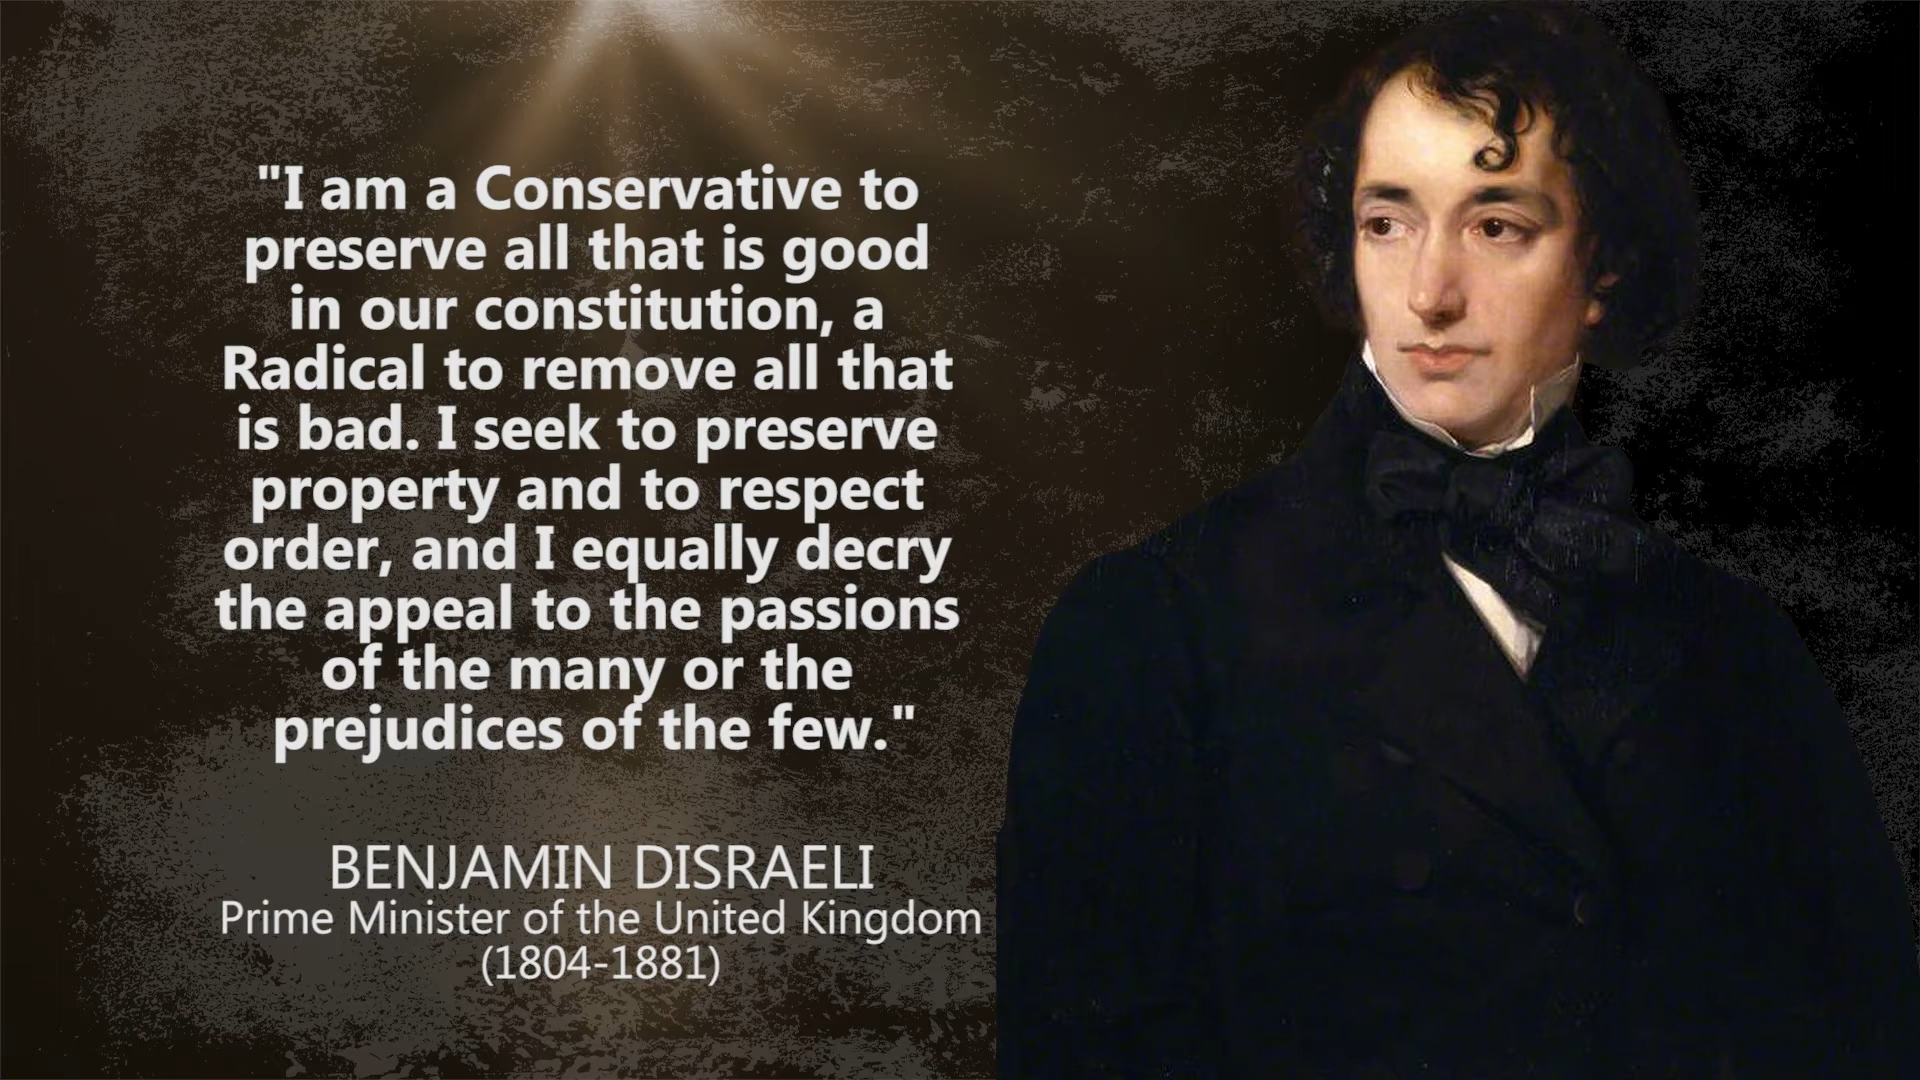 "I am a Conservative to
preserve all that is good
in our constitution, a
Radical to remove all that
is bad. I seek to preserve
property and to respect
order, and I equally decry
the appeal to the passions
of the many or the
prejudices of the few."
BENJAMIN DISRAELI
Prime Minister of the United Kingdom
(1804-1881)